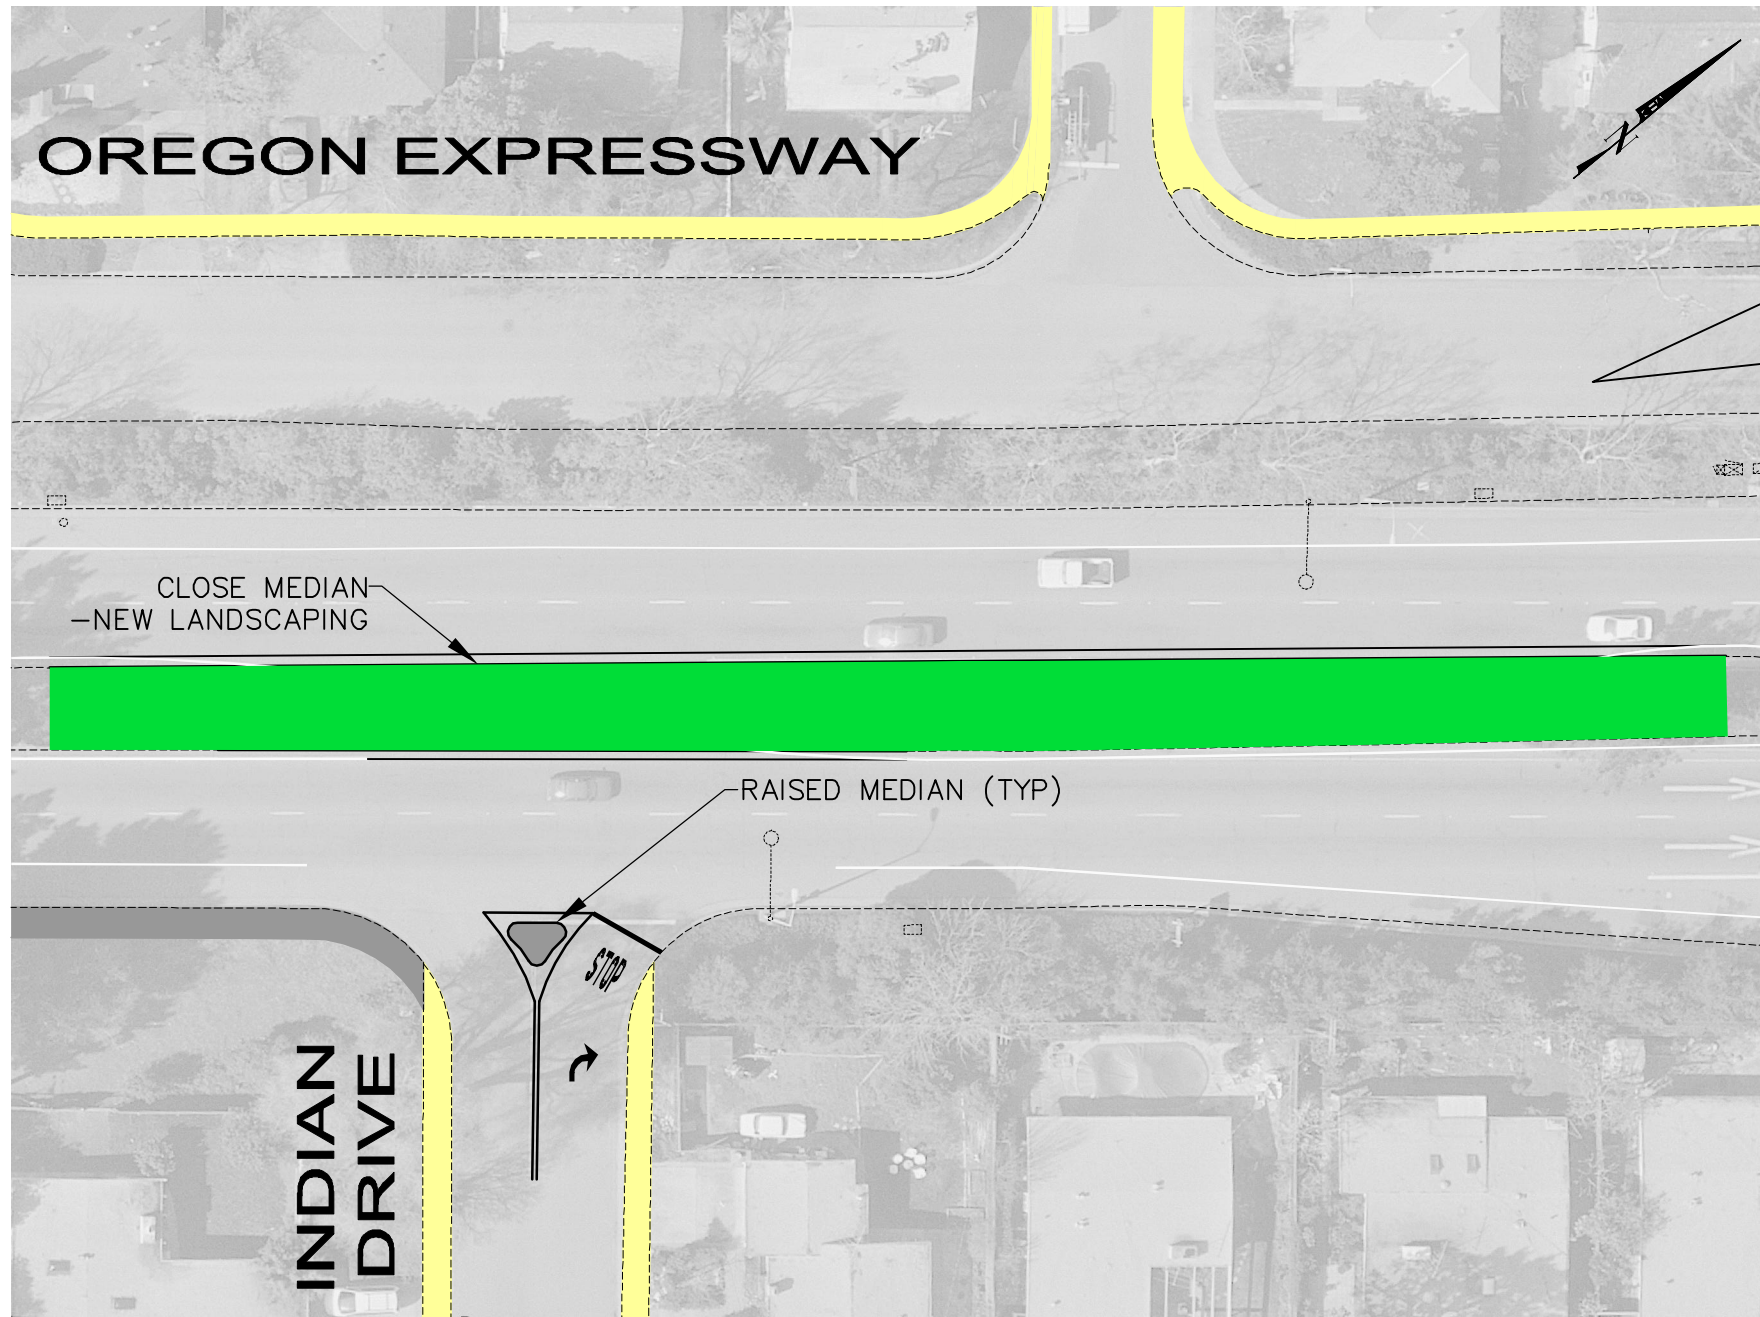 OREGON EXPRESSWAY
N
CLOSE MEDIAN
-NEW LANDSCAPING
RAISED MEDIAN (TYP)
STOP
INDIAN
DRIVE